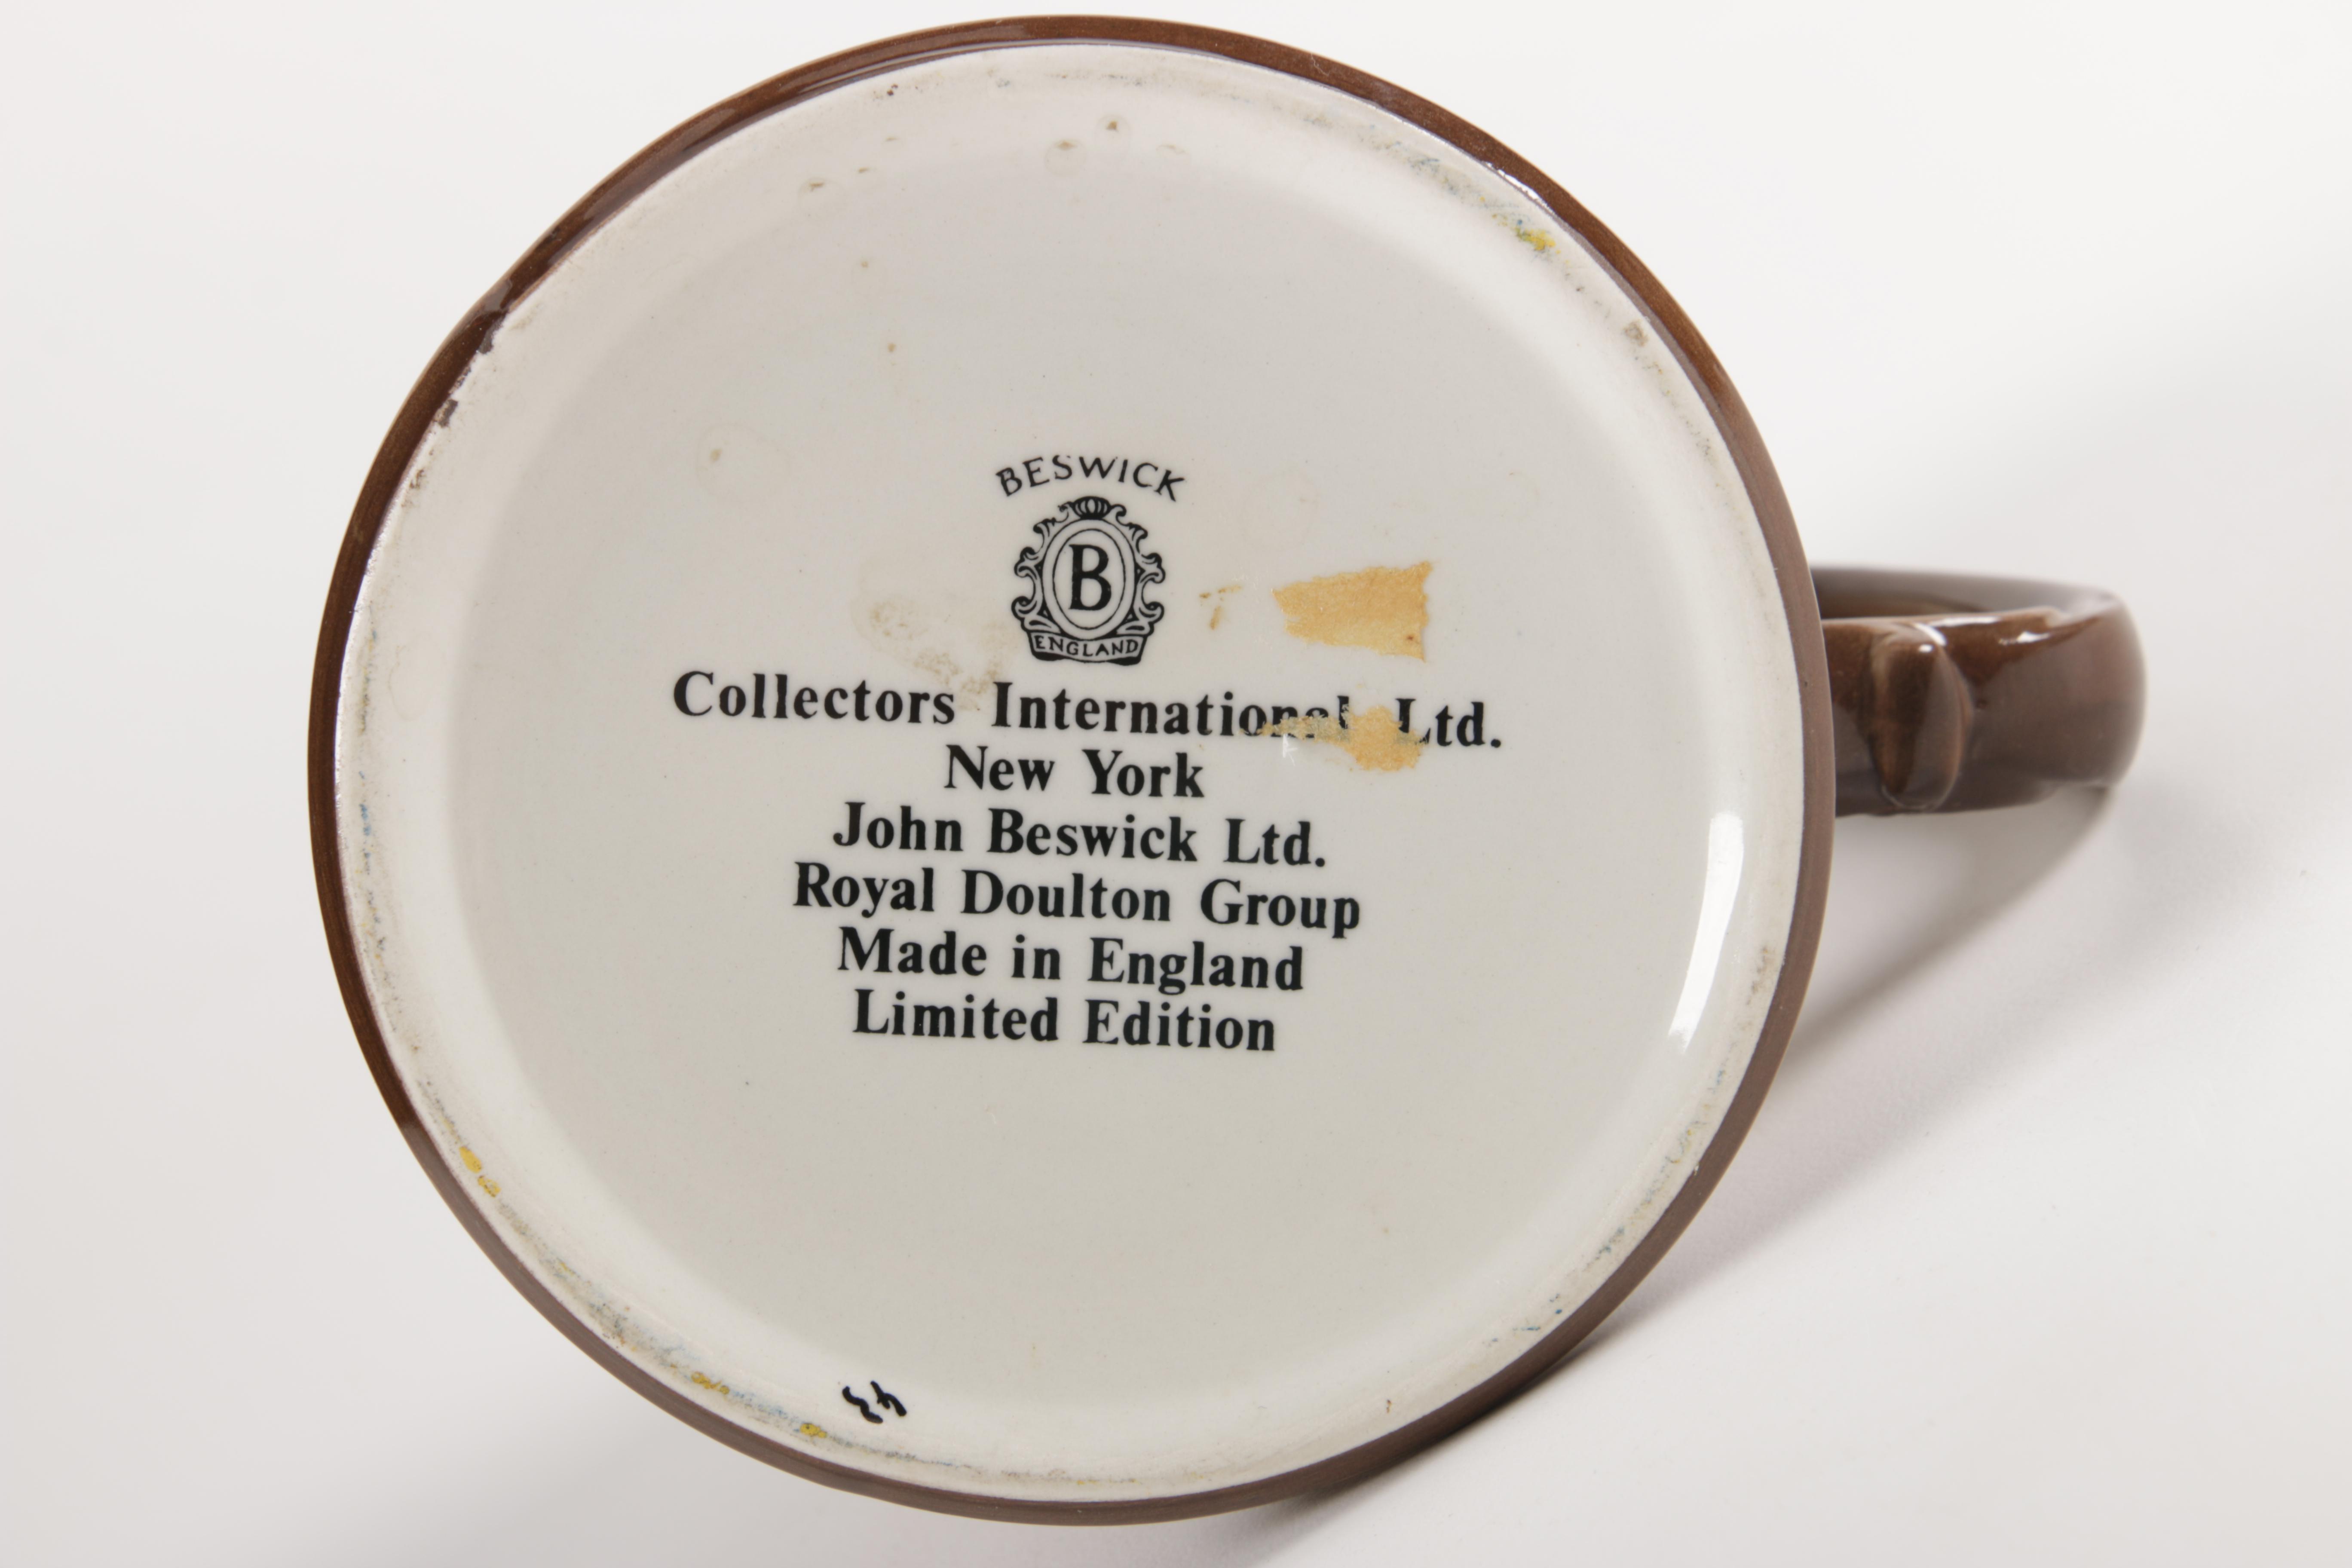 BESWICK
B
ENGLAND
Collectors International Ltd.
New York
John Beswick Ltd.
Royal Doulton Group
Made in England
Limited Edition